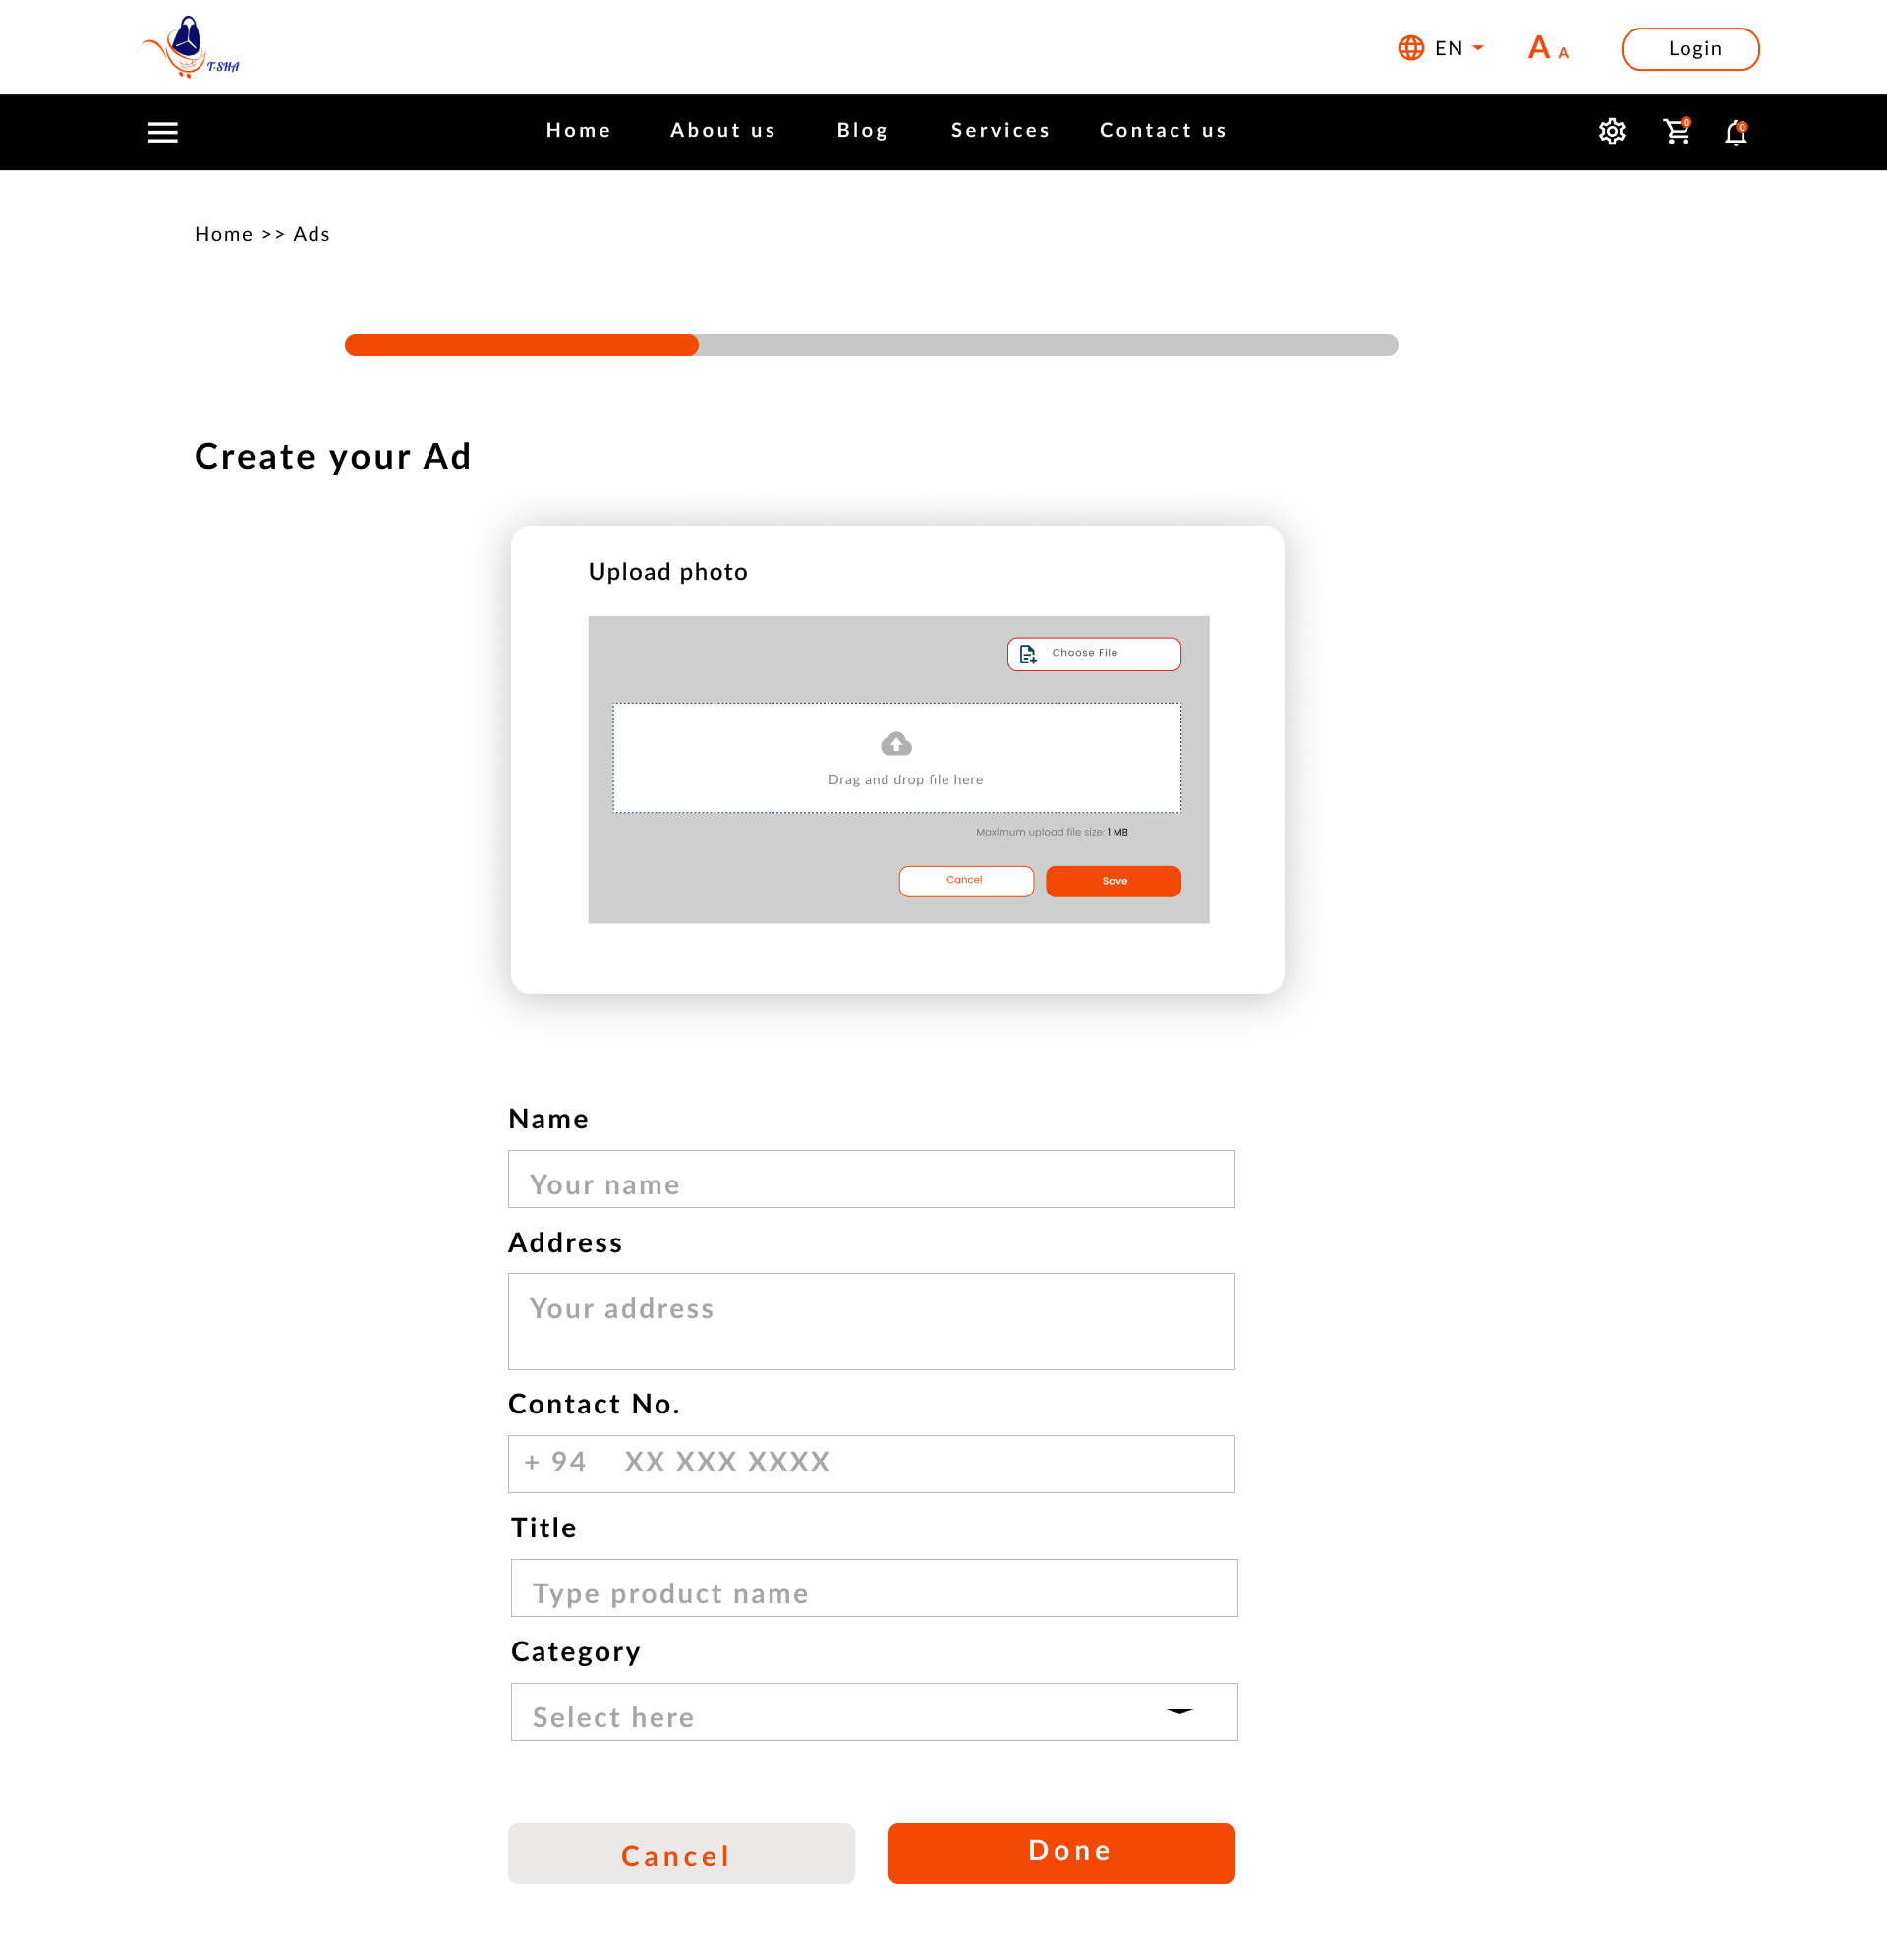 T-SHA
EN
A A
Login
Home About us Blog Services Contact us
0 0
Home >> Ads
Create your Ad
Upload photo
Choose File
Drag and drop file here
Maximum upload file size: 1 MB
Cancel Save
Name
Your name
Address
Your address
Contact No.
+ 94 XX XXX XXXX
Title
Type product name
Category
Select here
Cancel Done